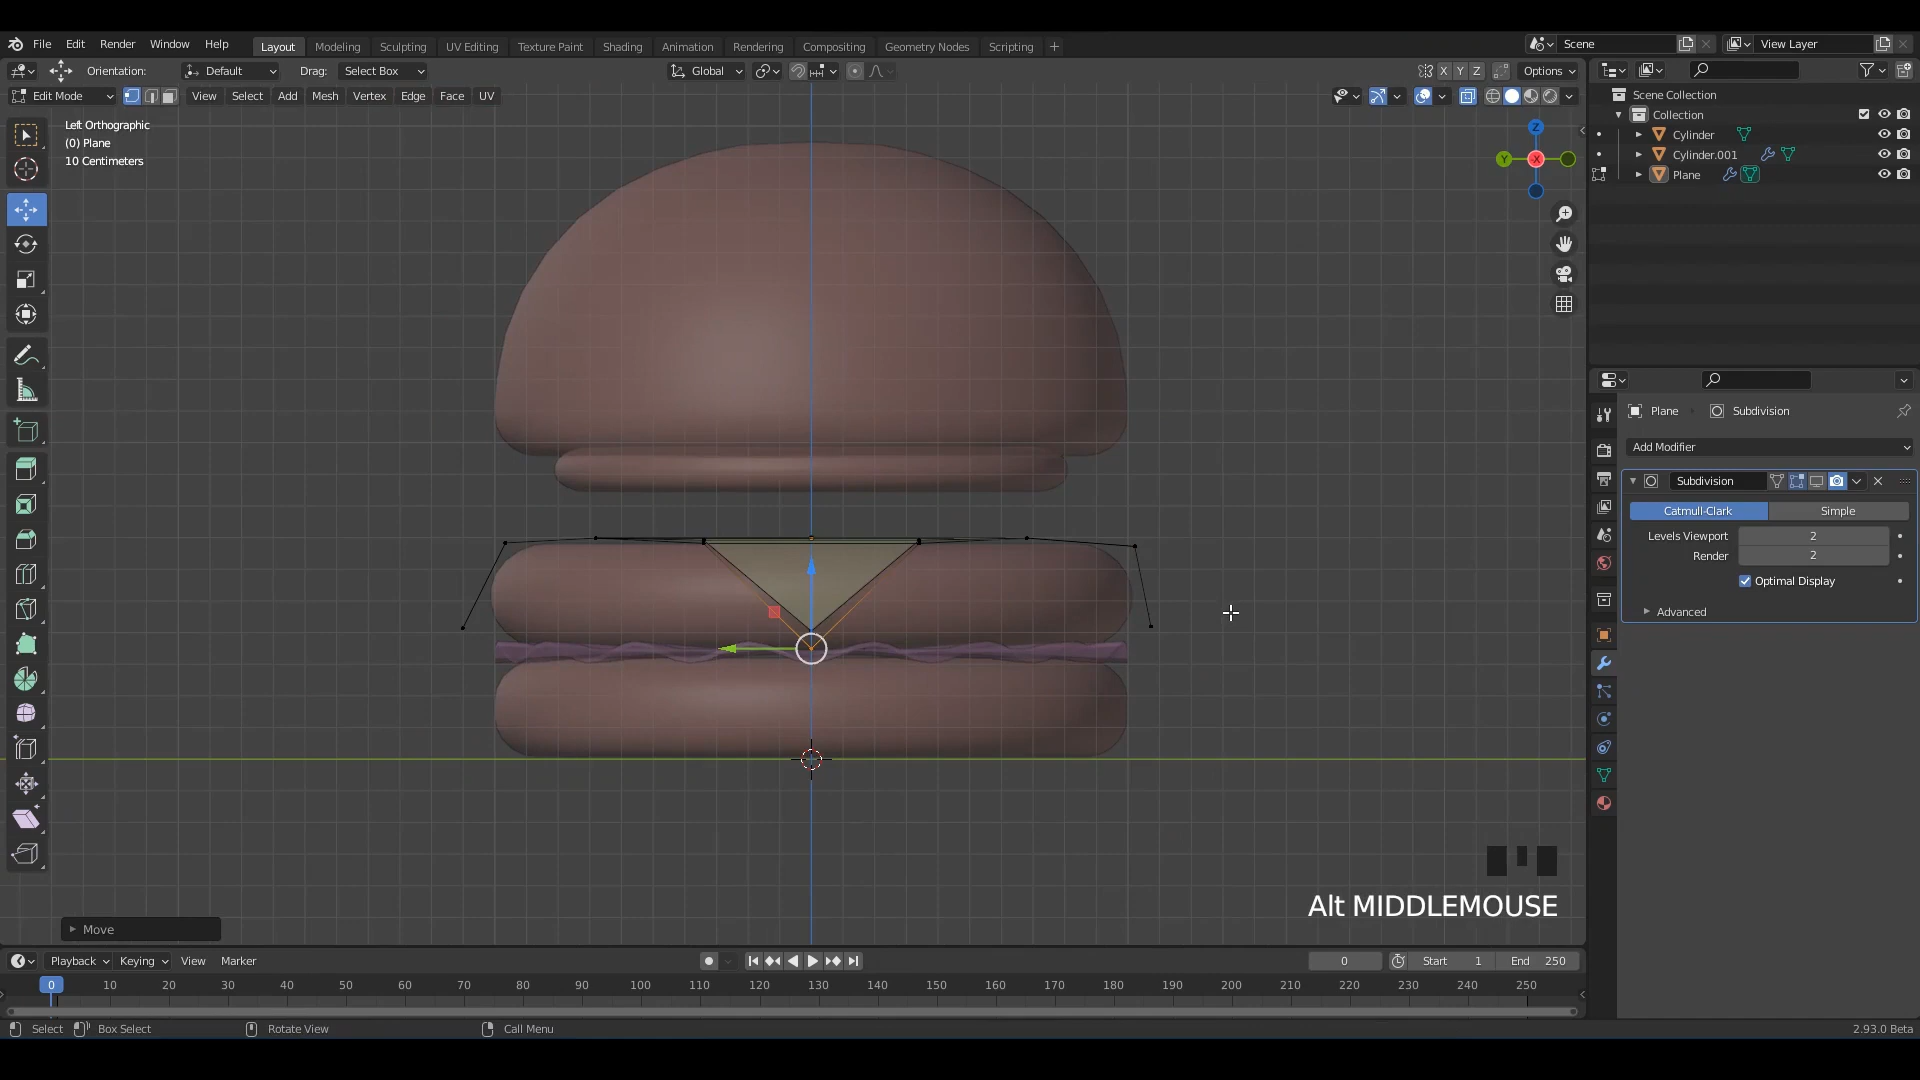 File Edit Render Window Help Layout Modeling Sculpting UV Editing Texture Paint Shading Animation Rendering Compositing Geometry Nodes Scripting + Scene View Layer
Orientation: Default Drag: Select Box Global X Y Z Options
Edit Mode View Select Add Mesh Vertex Edge Face UV
Left Orthographic
(0) Plane
10 Centimeters
Z
Y
X
Scene Collection
Collection
Cylinder
Cylinder.001
Plane
Plane Subdivision
Add Modifier
Subdivision
Catmull-Clark Simple
Levels Viewport 2
Render 2
Optimal Display
Advanced
Alt MIDDLEMOUSE
Move
Playback Keying View Marker 0 Start 1 End 250
0 10 20 30 40 50 60 70 80 90 100 110 120 130 140 150 160 170 180 190 200 210 220 230 240 250
Select Box Select Rotate View Call Menu 2.93.0 Beta